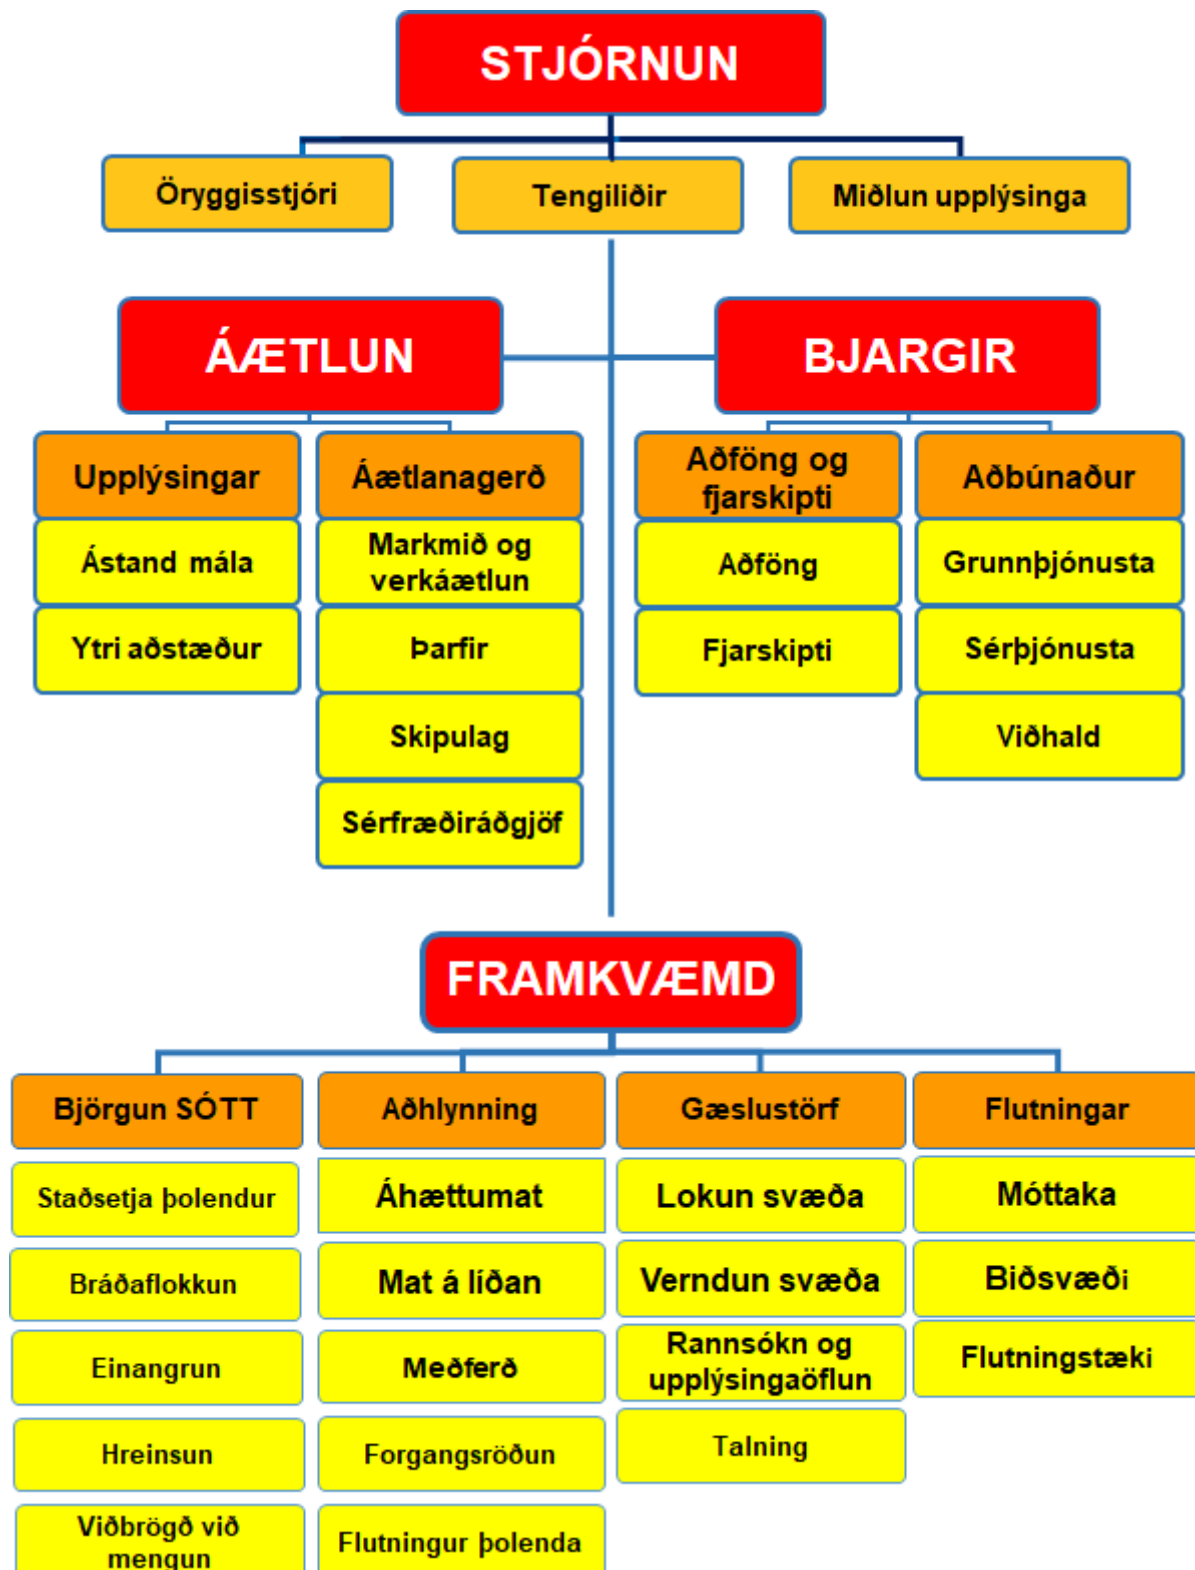 STJÓRNUN
Öryggisstjóri
Tengiliðir
Miðlun upplýsinga
ÁÆTLUN
BJARGIR
Upplýsingar
Ástand mála
Ytri aðstæður
Áætlanagerð
Markmið og
verkáætlun
Þarfir
Skipulag
Sérfræðiráðgjöf
Aðföng og
fjarskipti
Aðföng
Fjarskipti
Aðbúnaður
Grunnþjónusta
Sérþjónusta
Viðhald
FRAMKVÆMD
Björgun SÓTT
Staðsetja þolendur
Bráðaflokkun
Einangrun
Hreinsun
Viðbrögð við
mengun
Aðhlynning
Áhættumat
Mat á líðan
Meðferð
Forgangsröðun
Flutningur þolenda
Gæslustörf
Lokun svæða
Verndun svæða
Rannsókn og
upplýsingaöflun
Talning
Flutningar
Móttaka
Biðsvæði
Flutningstæki